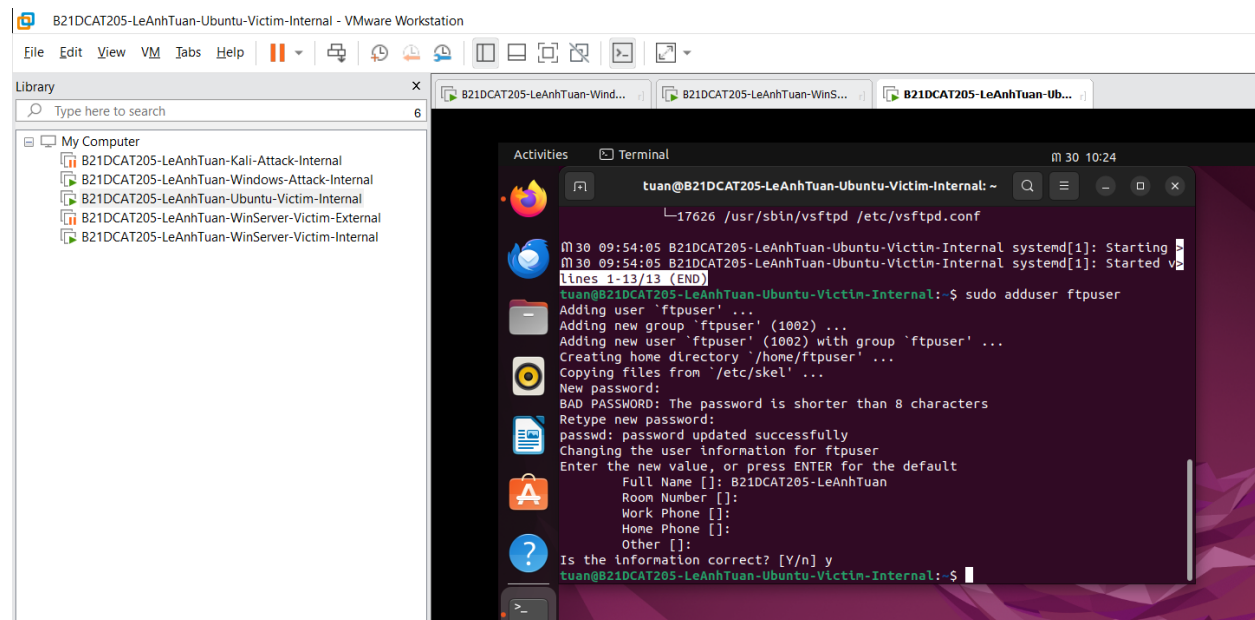 B21DCAT205-LeAnhTuan-Ubuntu-Victim-Internal - VMware Workstation
File Edit View VM Tabs Help
Library X
Type here to search 6
My Computer
B21DCAT205-LeAnhTuan-Kali-Attack-Internal
B21DCAT205-LeAnhTuan-Windows-Attack-Internal
B21DCAT205-LeAnhTuan-Ubuntu-Victim-Internal
B21DCAT205-LeAnhTuan-WinServer-Victim-External
B21DCAT205-LeAnhTuan-WinServer-Victim-Internal
B21DCAT205-LeAnhTuan-Wind...
B21DCAT205-LeAnhTuan-WinS...
B21DCAT205-LeAnhTuan-Ub...
Activities Terminal 30 10:24
tuan@B21DCAT205-LeAnhTuan-Ubuntu-Victim-Internal: ~
└─17626 /usr/sbin/vsftpd /etc/vsftpd.conf
30 09:54:05 B21DCAT205-LeAnhTuan-Ubuntu-Victim-Internal systemd[1]: Starting >
30 09:54:05 B21DCAT205-LeAnhTuan-Ubuntu-Victim-Internal systemd[1]: Started v>
lines 1-13/13 (END)
tuan@B21DCAT205-LeAnhTuan-Ubuntu-Victim-Internal:~$ sudo adduser ftpuser
Adding user `ftpuser' ...
Adding new group `ftpuser' (1002) ...
Adding new user `ftpuser' (1002) with group `ftpuser' ...
Creating home directory `/home/ftpuser' ...
Copying files from `/etc/skel' ...
New password:
BAD PASSWORD: The password is shorter than 8 characters
Retype new password:
passwd: password updated successfully
Changing the user information for ftpuser
Enter the new value, or press ENTER for the default
Full Name []: B21DCAT205-LeAnhTuan
Room Number []:
Work Phone []:
Home Phone []:
Other []:
Is the information correct? [Y/n] y
tuan@B21DCAT205-LeAnhTuan-Ubuntu-Victim-Internal:~$